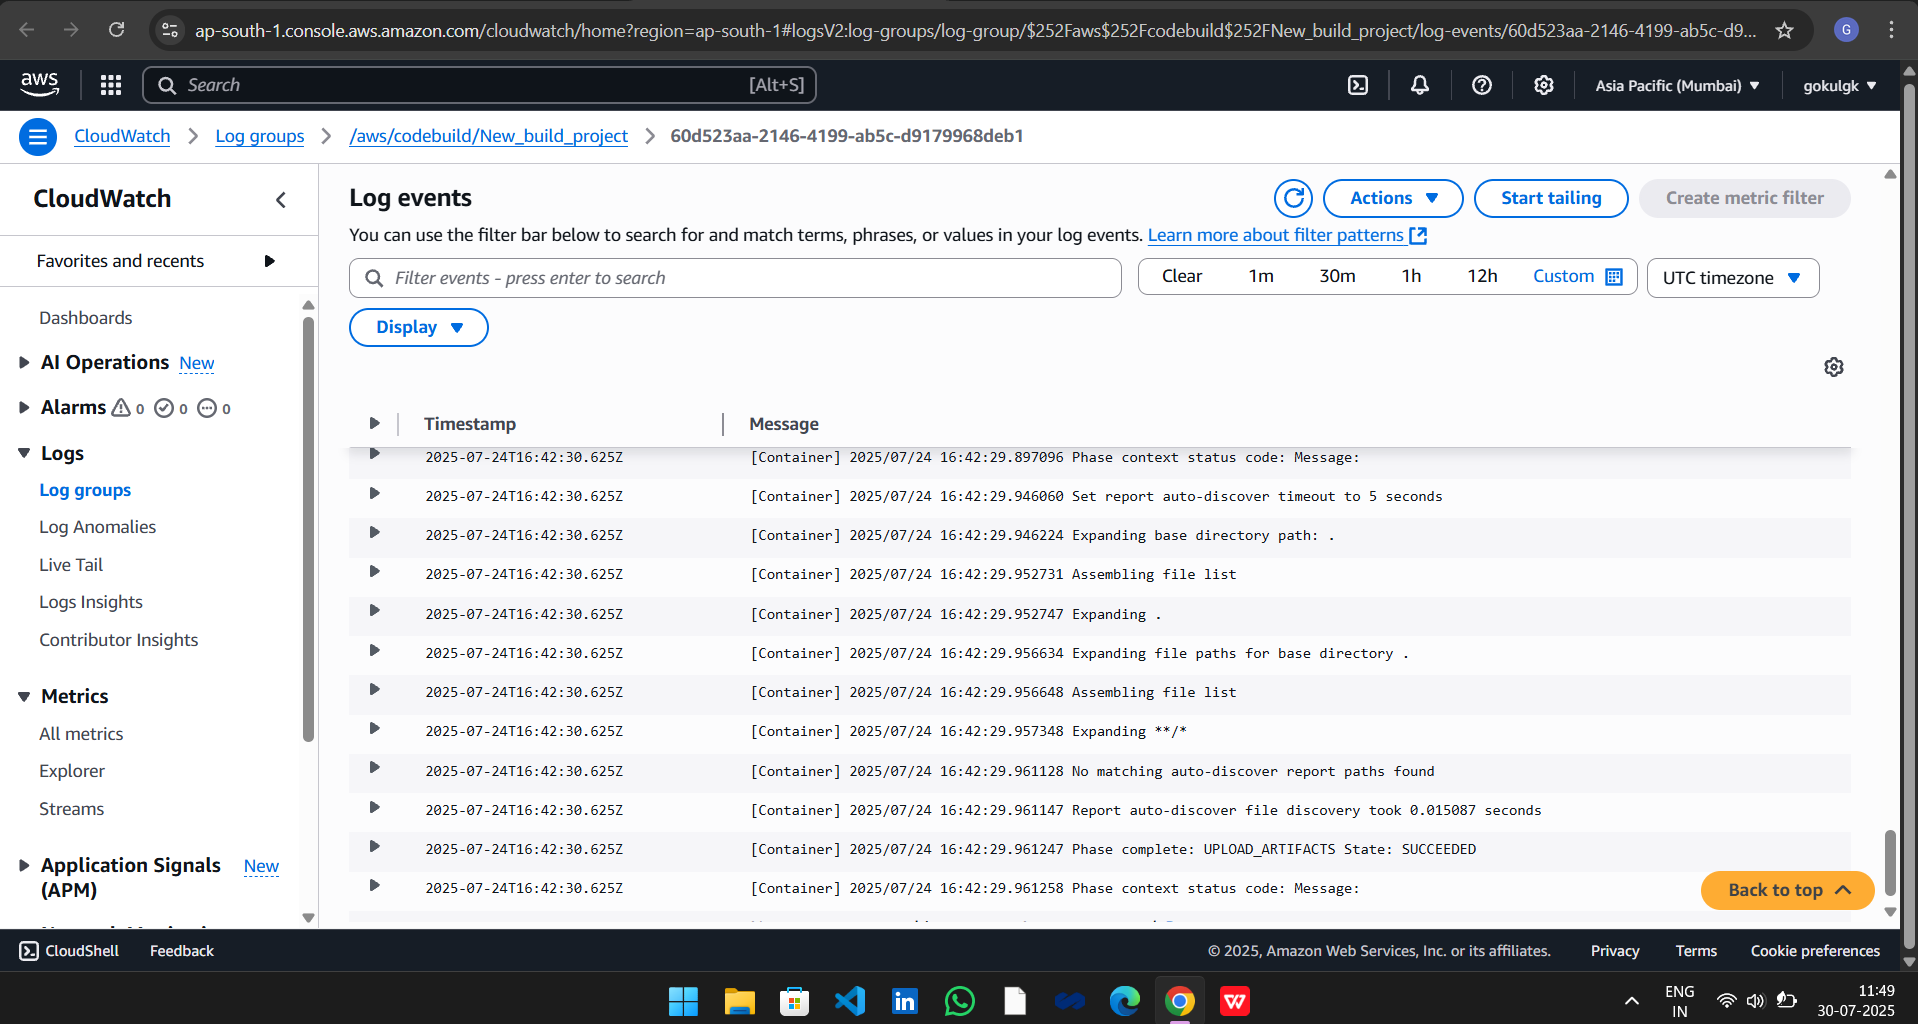 ap-south-1.console.aws.amazon.com/cloudwatch/home?region=ap-south-1#logsV2:log-groups/log-group/$252Faws$252Fcodebuild$252FNew_build_project/log-events/60d523aa-2146-4199-ab5c-d9...
G
aws
Search [Alt+S]
Asia Pacific (Mumbai)
gokulgk
CloudWatch
Log groups
/aws/codebuild/New_build_project
60d523aa-2146-4199-ab5c-d9179968deb1
CloudWatch
Favorites and recents
Dashboards
AI Operations New
Alarms 0 0 0
Logs
Log groups
Log Anomalies
Live Tail
Logs Insights
Contributor Insights
Metrics
All metrics
Explorer
Streams
Application Signals New
(APM)
Log events
Actions
Start tailing
Create metric filter
You can use the filter bar below to search for and match terms, phrases, or values in your log events. Learn more about filter patterns
Filter events - press enter to search
Clear 1m 30m 1h 12h Custom
UTC timezone
Display
Timestamp Message
2025-07-24T16:42:30.625Z [Container] 2025/07/24 16:42:29.897096 Phase context status code: Message:
2025-07-24T16:42:30.625Z [Container] 2025/07/24 16:42:29.946060 Set report auto-discover timeout to 5 seconds
2025-07-24T16:42:30.625Z [Container] 2025/07/24 16:42:29.946224 Expanding base directory path: .
2025-07-24T16:42:30.625Z [Container] 2025/07/24 16:42:29.952731 Assembling file list
2025-07-24T16:42:30.625Z [Container] 2025/07/24 16:42:29.952747 Expanding .
2025-07-24T16:42:30.625Z [Container] 2025/07/24 16:42:29.956634 Expanding file paths for base directory .
2025-07-24T16:42:30.625Z [Container] 2025/07/24 16:42:29.956648 Assembling file list
2025-07-24T16:42:30.625Z [Container] 2025/07/24 16:42:29.957348 Expanding **/*
2025-07-24T16:42:30.625Z [Container] 2025/07/24 16:42:29.961128 No matching auto-discover report paths found
2025-07-24T16:42:30.625Z [Container] 2025/07/24 16:42:29.961147 Report auto-discover file discovery took 0.015087 seconds
2025-07-24T16:42:30.625Z [Container] 2025/07/24 16:42:29.961247 Phase complete: UPLOAD_ARTIFACTS State: SUCCEEDED
2025-07-24T16:42:30.625Z [Container] 2025/07/24 16:42:29.961258 Phase context status code: Message:
Back to top
CloudShell Feedback
© 2025, Amazon Web Services, Inc. or its affiliates. Privacy Terms Cookie preferences
ENG
IN
11:49
30-07-2025